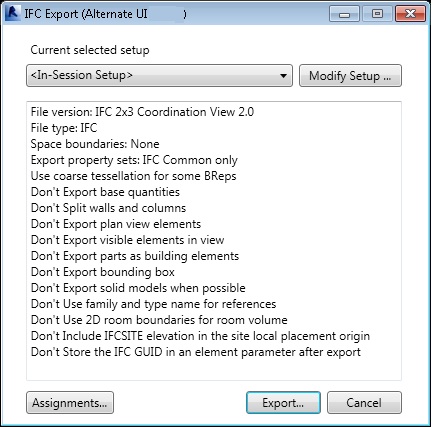 IFC Export (Alternate UI )
Current selected setup
<In-Session Setup>
Modify Setup ...
File version: IFC 2x3 Coordination View 2.0
File type: IFC
Space boundaries: None
Export property sets: IFC Common only
Use coarse tessellation for some BReps
Don't Export base quantities
Don't Split walls and columns
Don't Export plan view elements
Don't Export visible elements in view
Don't Export parts as building elements
Don't Export bounding box
Don't Export solid models when possible
Don't Use family and type name for references
Don't Use 2D room boundaries for room volume
Don't Include IFCSITE elevation in the site local placement origin
Don't Store the IFC GUID in an element parameter after export
Assignments...
Export...
Cancel